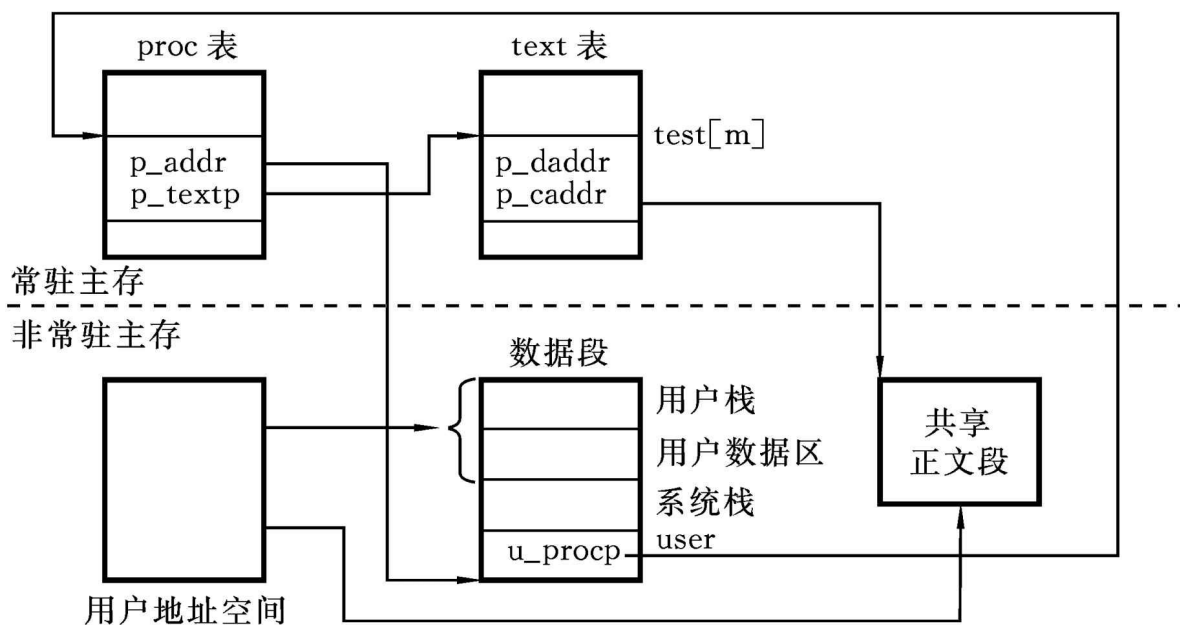 proc 表
text 表
test[m]
p_addr
p_textp
p_daddr
p_caddr
常驻主存
非常驻主存
数据段
用户栈
用户数据区
系统栈
u_procp
user
共享
正文段
用户地址空间